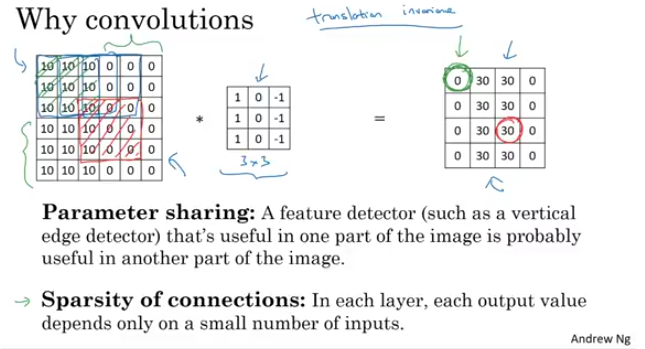 Why convolutions
translation invariance
10 10 10 0 0 0
10 10 10 0 0 0
10 10 10 0 0 0
10 10 10 0 0 0
10 10 10 0 0 0
10 10 10 0 0 0
*
1 0 -1
1 0 -1
1 0 -1
3×3
=
0 30 30 0
0 30 30 0
0 30 30 0
0 30 30 0
Parameter sharing: A feature detector (such as a vertical
edge detector) that's useful in one part of the image is probably
useful in another part of the image.
→ Sparsity of connections: In each layer, each output value
depends only on a small number of inputs.
Andrew Ng